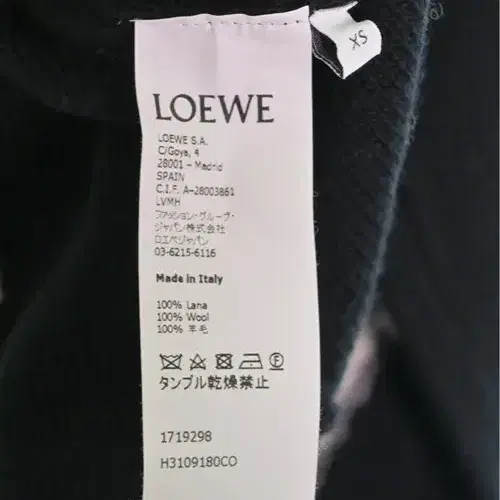 XS
LOEWE
LOEWE S.A.
C/Goya, 4
28001 - Madrid
SPAIN
C.I.F. A-28003861
LVMH
ファッション・グループ・
ジャパン株式会社
ロエベジャパン
03-6215-6116
Made in Italy
100% Lana
100% Wool
100% 羊毛
タンブル乾燥禁止
1719298
H3109180CO